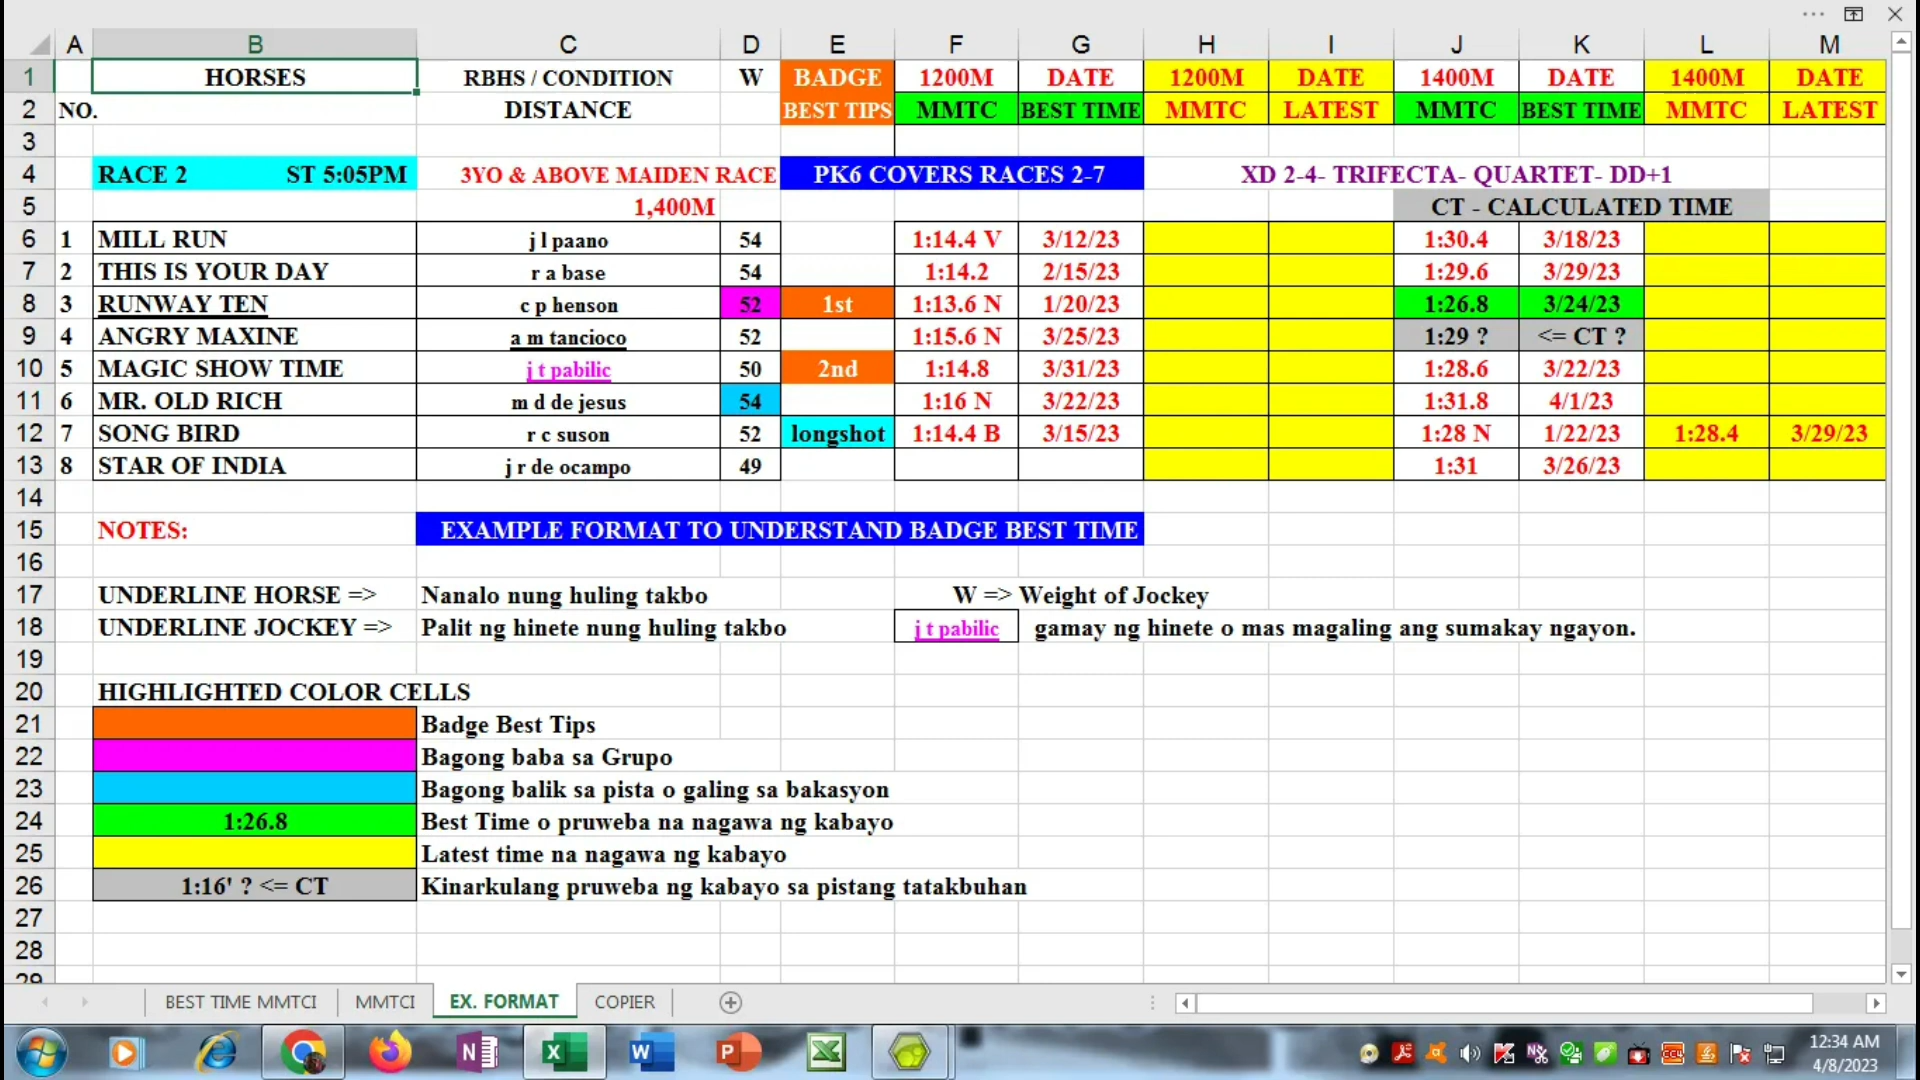 A B C D E F G H I J K L M
1 HORSES RBHS / CONDITION W BADGE 1200M DATE 1200M DATE 1400M DATE 1400M DATE
2 NO. DISTANCE BEST TIPS MMTC BEST TIME MMTC LATEST MMTC BEST TIME MMTC LATEST
3
4 RACE 2 ST 5:05PM 3YO & ABOVE MAIDEN RACE PK6 COVERS RACES 2-7 XD 2-4- TRIFECTA- QUARTET- DD+1
5 1,400M CT - CALCULATED TIME
6 1 MILL RUN j l paano 54 1:14.4 V 3/12/23 1:30.4 3/18/23
7 2 THIS IS YOUR DAY r a base 54 1:14.2 2/15/23 1:29.6 3/29/23
8 3 RUNWAY TEN c p henson 52 1st 1:13.6 N 1/20/23 1:26.8 3/24/23
9 4 ANGRY MAXINE a m tancioco 52 1:15.6 N 3/25/23 1:29 ? <= CT ?
10 5 MAGIC SHOW TIME j t pabilic 50 2nd 1:14.8 3/31/23 1:28.6 3/22/23
11 6 MR. OLD RICH m d de jesus 54 1:16 N 3/22/23 1:31.8 4/1/23
12 7 SONG BIRD r c suson 52 longshot 1:14.4 B 3/15/23 1:28 N 1/22/23 1:28.4 3/29/23
13 8 STAR OF INDIA j r de ocampo 49 1:31 3/26/23
14
15 NOTES: EXAMPLE FORMAT TO UNDERSTAND BADGE BEST TIME
16
17 UNDERLINE HORSE => Nanalo nung huling takbo W => Weight of Jockey
18 UNDERLINE JOCKEY => Palit ng hinete nung huling takbo j t pabilic gamay ng hinete o mas magaling ang sumakay ngayon.
19
20 HIGHLIGHTED COLOR CELLS
21 Badge Best Tips
22 Bagong baba sa Grupo
23 Bagong balik sa pista o galing sa bakasyon
24 1:26.8 Best Time o pruweba na nagawa ng kabayo
25 Latest time na nagawa ng kabayo
26 1:16' ? <= CT Kinarkulang pruweba ng kabayo sa pistang tatakbuhan
27
28
29
BEST TIME MMTCI MMTCI EX. FORMAT COPIER
12:34 AM
4/8/2023